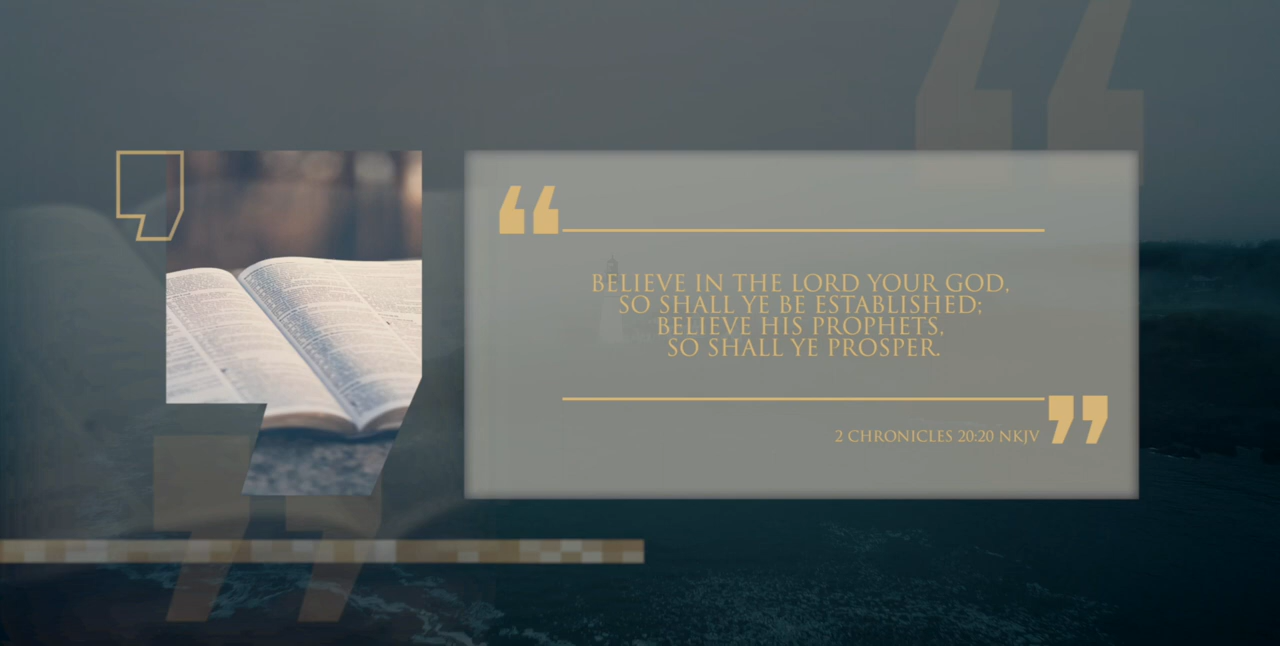 BELIEVE IN THE LORD YOUR GOD,
SO SHALL YE BE ESTABLISHED;
BELIEVE HIS PROPHETS,
SO SHALL YE PROSPER.
2 CHRONICLES 20:20 NKJV